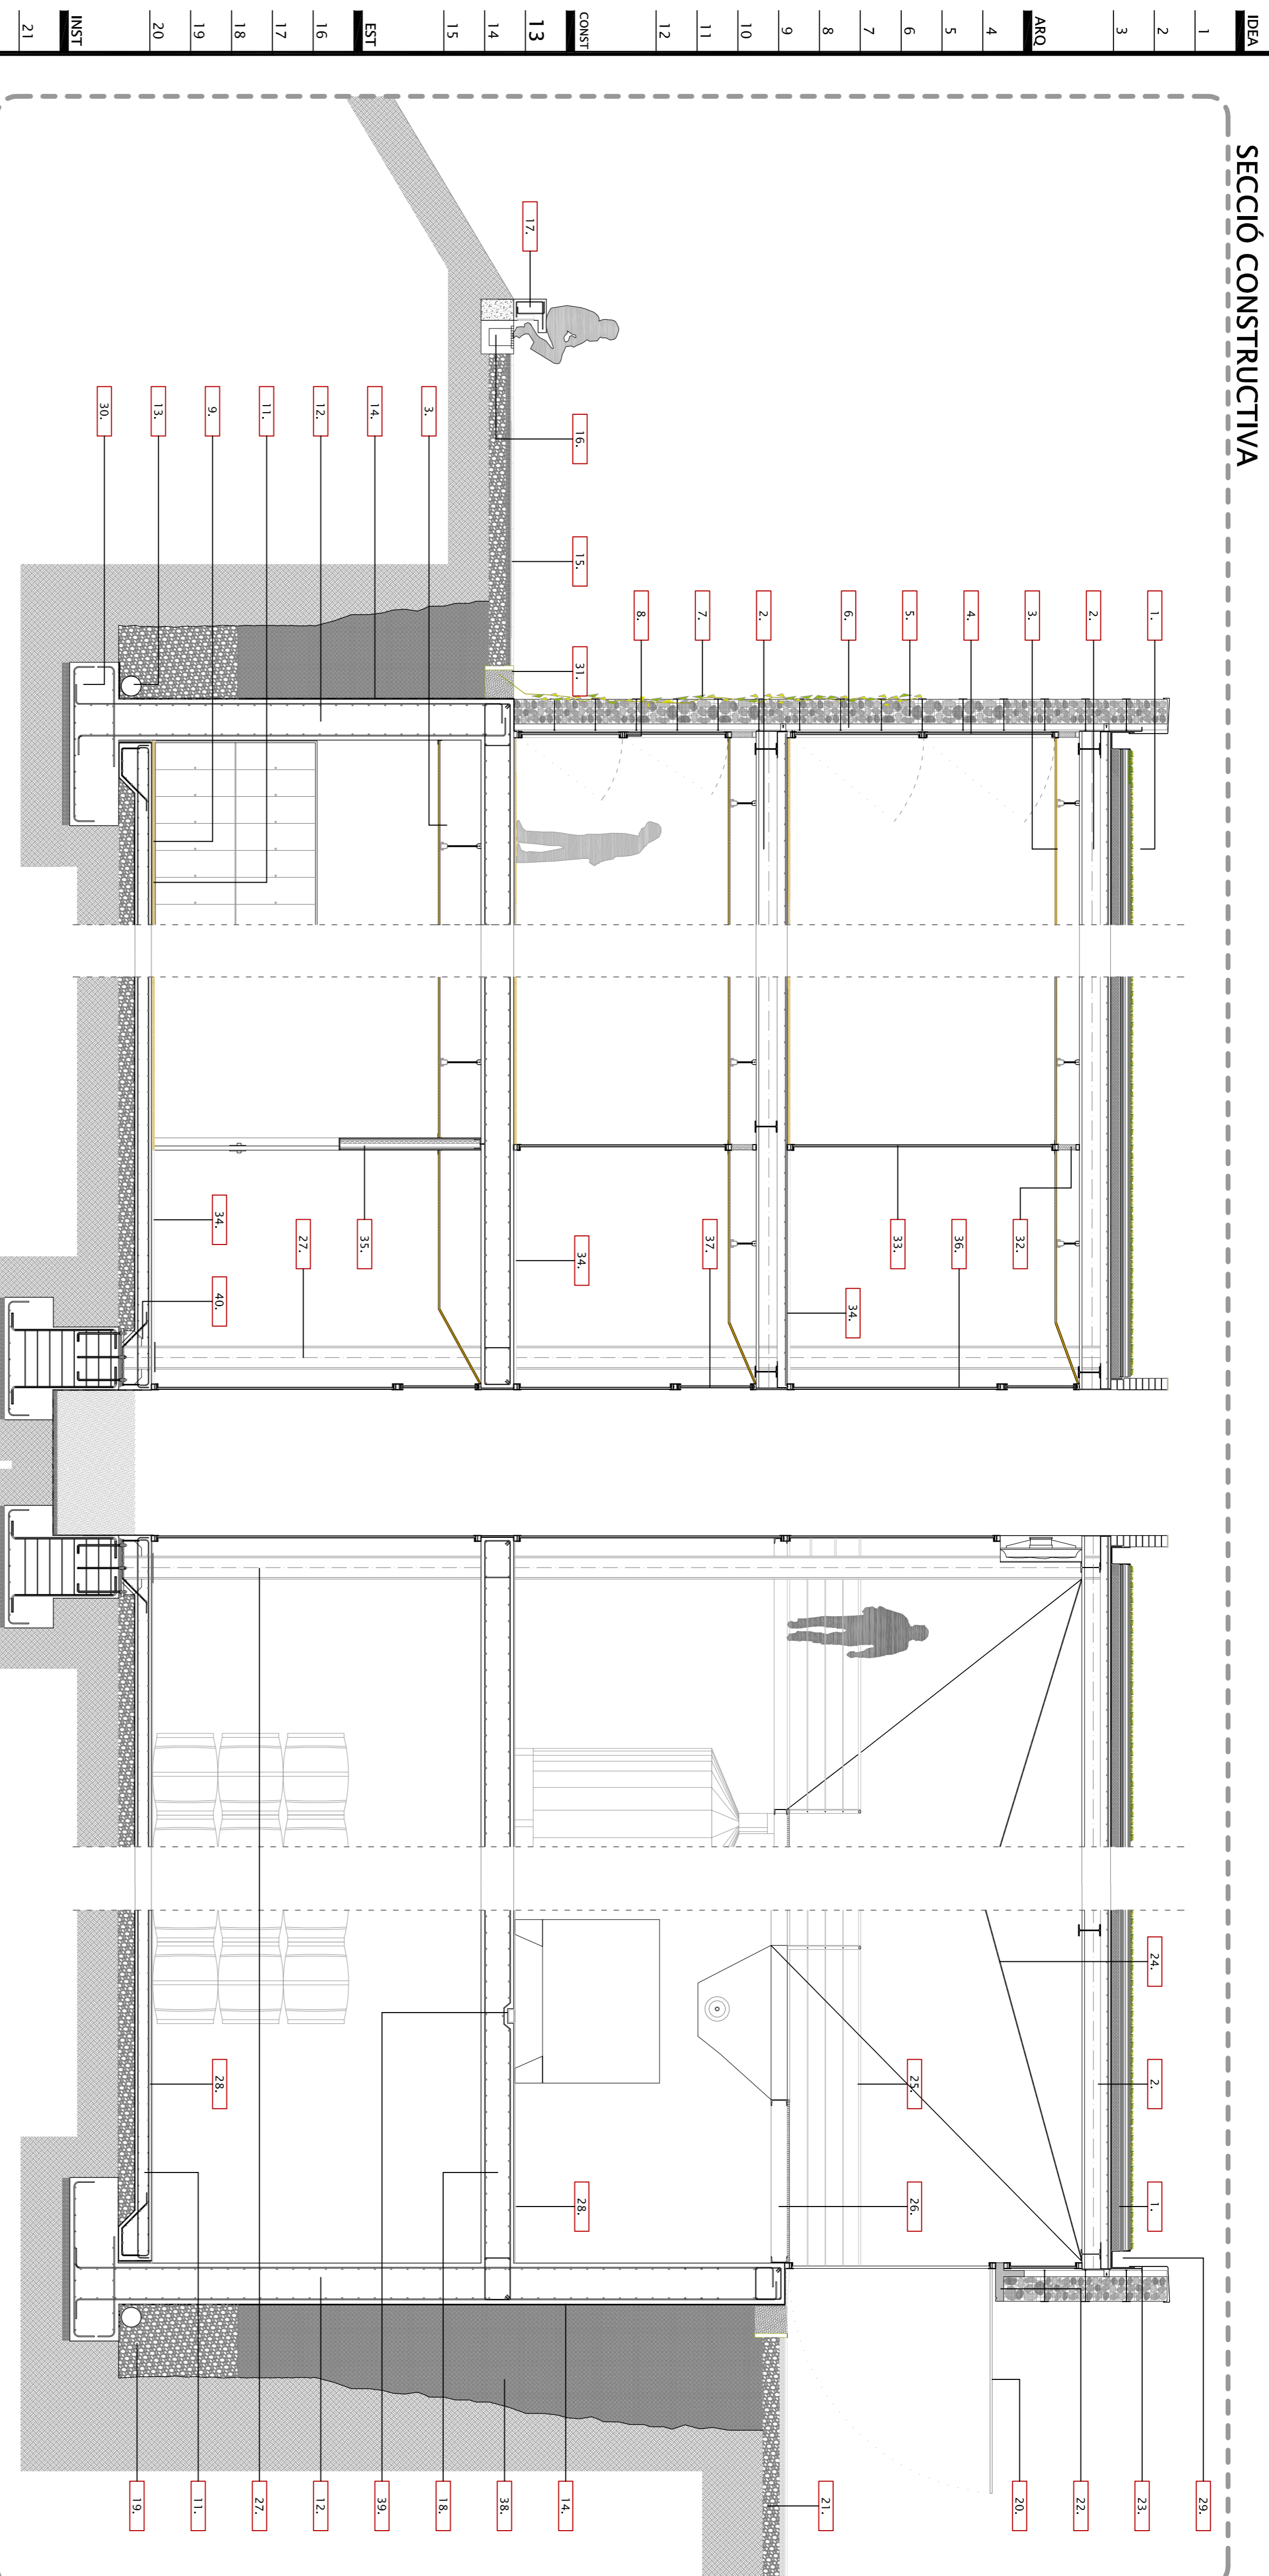 SECCIÓ CONSTRUCTIVA
IDEA
1
2
3
ARQ
4
5
6
7
8
9
10
11
12
CONST
13
14
15
EST
16
17
18
19
20
INST
21
29.
1. 24. 2. 1. 23.
2. 22.
3. 32. 20.
4. 36.
5. 33. 25. 26.
6. 34. 21.
2.
7. 37.
8.
16. 15. 31. 34. 28. 14.
17. 38.
3. 18.
14. 35. 39.
12. 27. 12.
11. 27.
9. 34. 40. 28. 11.
13. 19.
30.